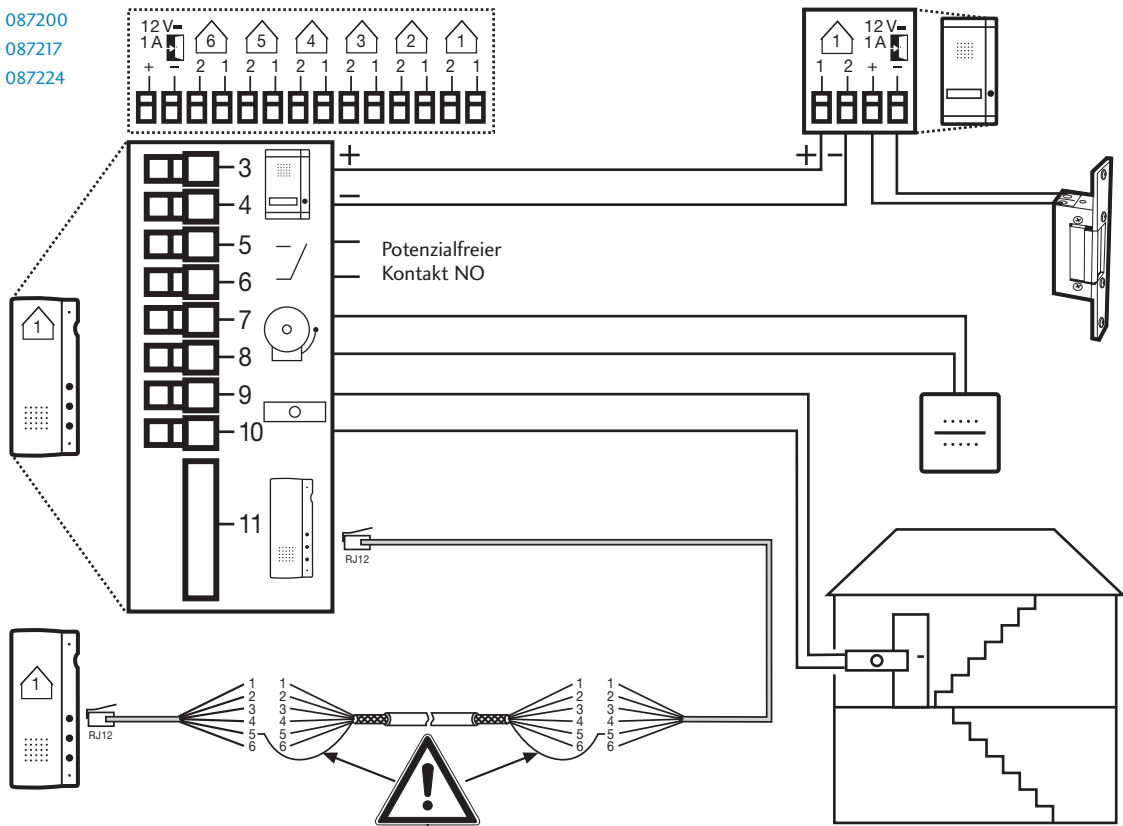 087200
087217
087224
12 V
1 A
6 5 4 3 2 1
+ − 2 1 2 1 2 1 2 1 2 1 2 1
12 V
1 A
1
1 2 + −
+ −
3 +
4 −
5 Potenzialfreier
6 Kontakt NO
7
8
9
10
11
1
RJ12
1
RJ12
1 1 1 1
2 2 2 2
3 3 3 3
4 4 4 4
5 5 5 5
6 6 6 6
!